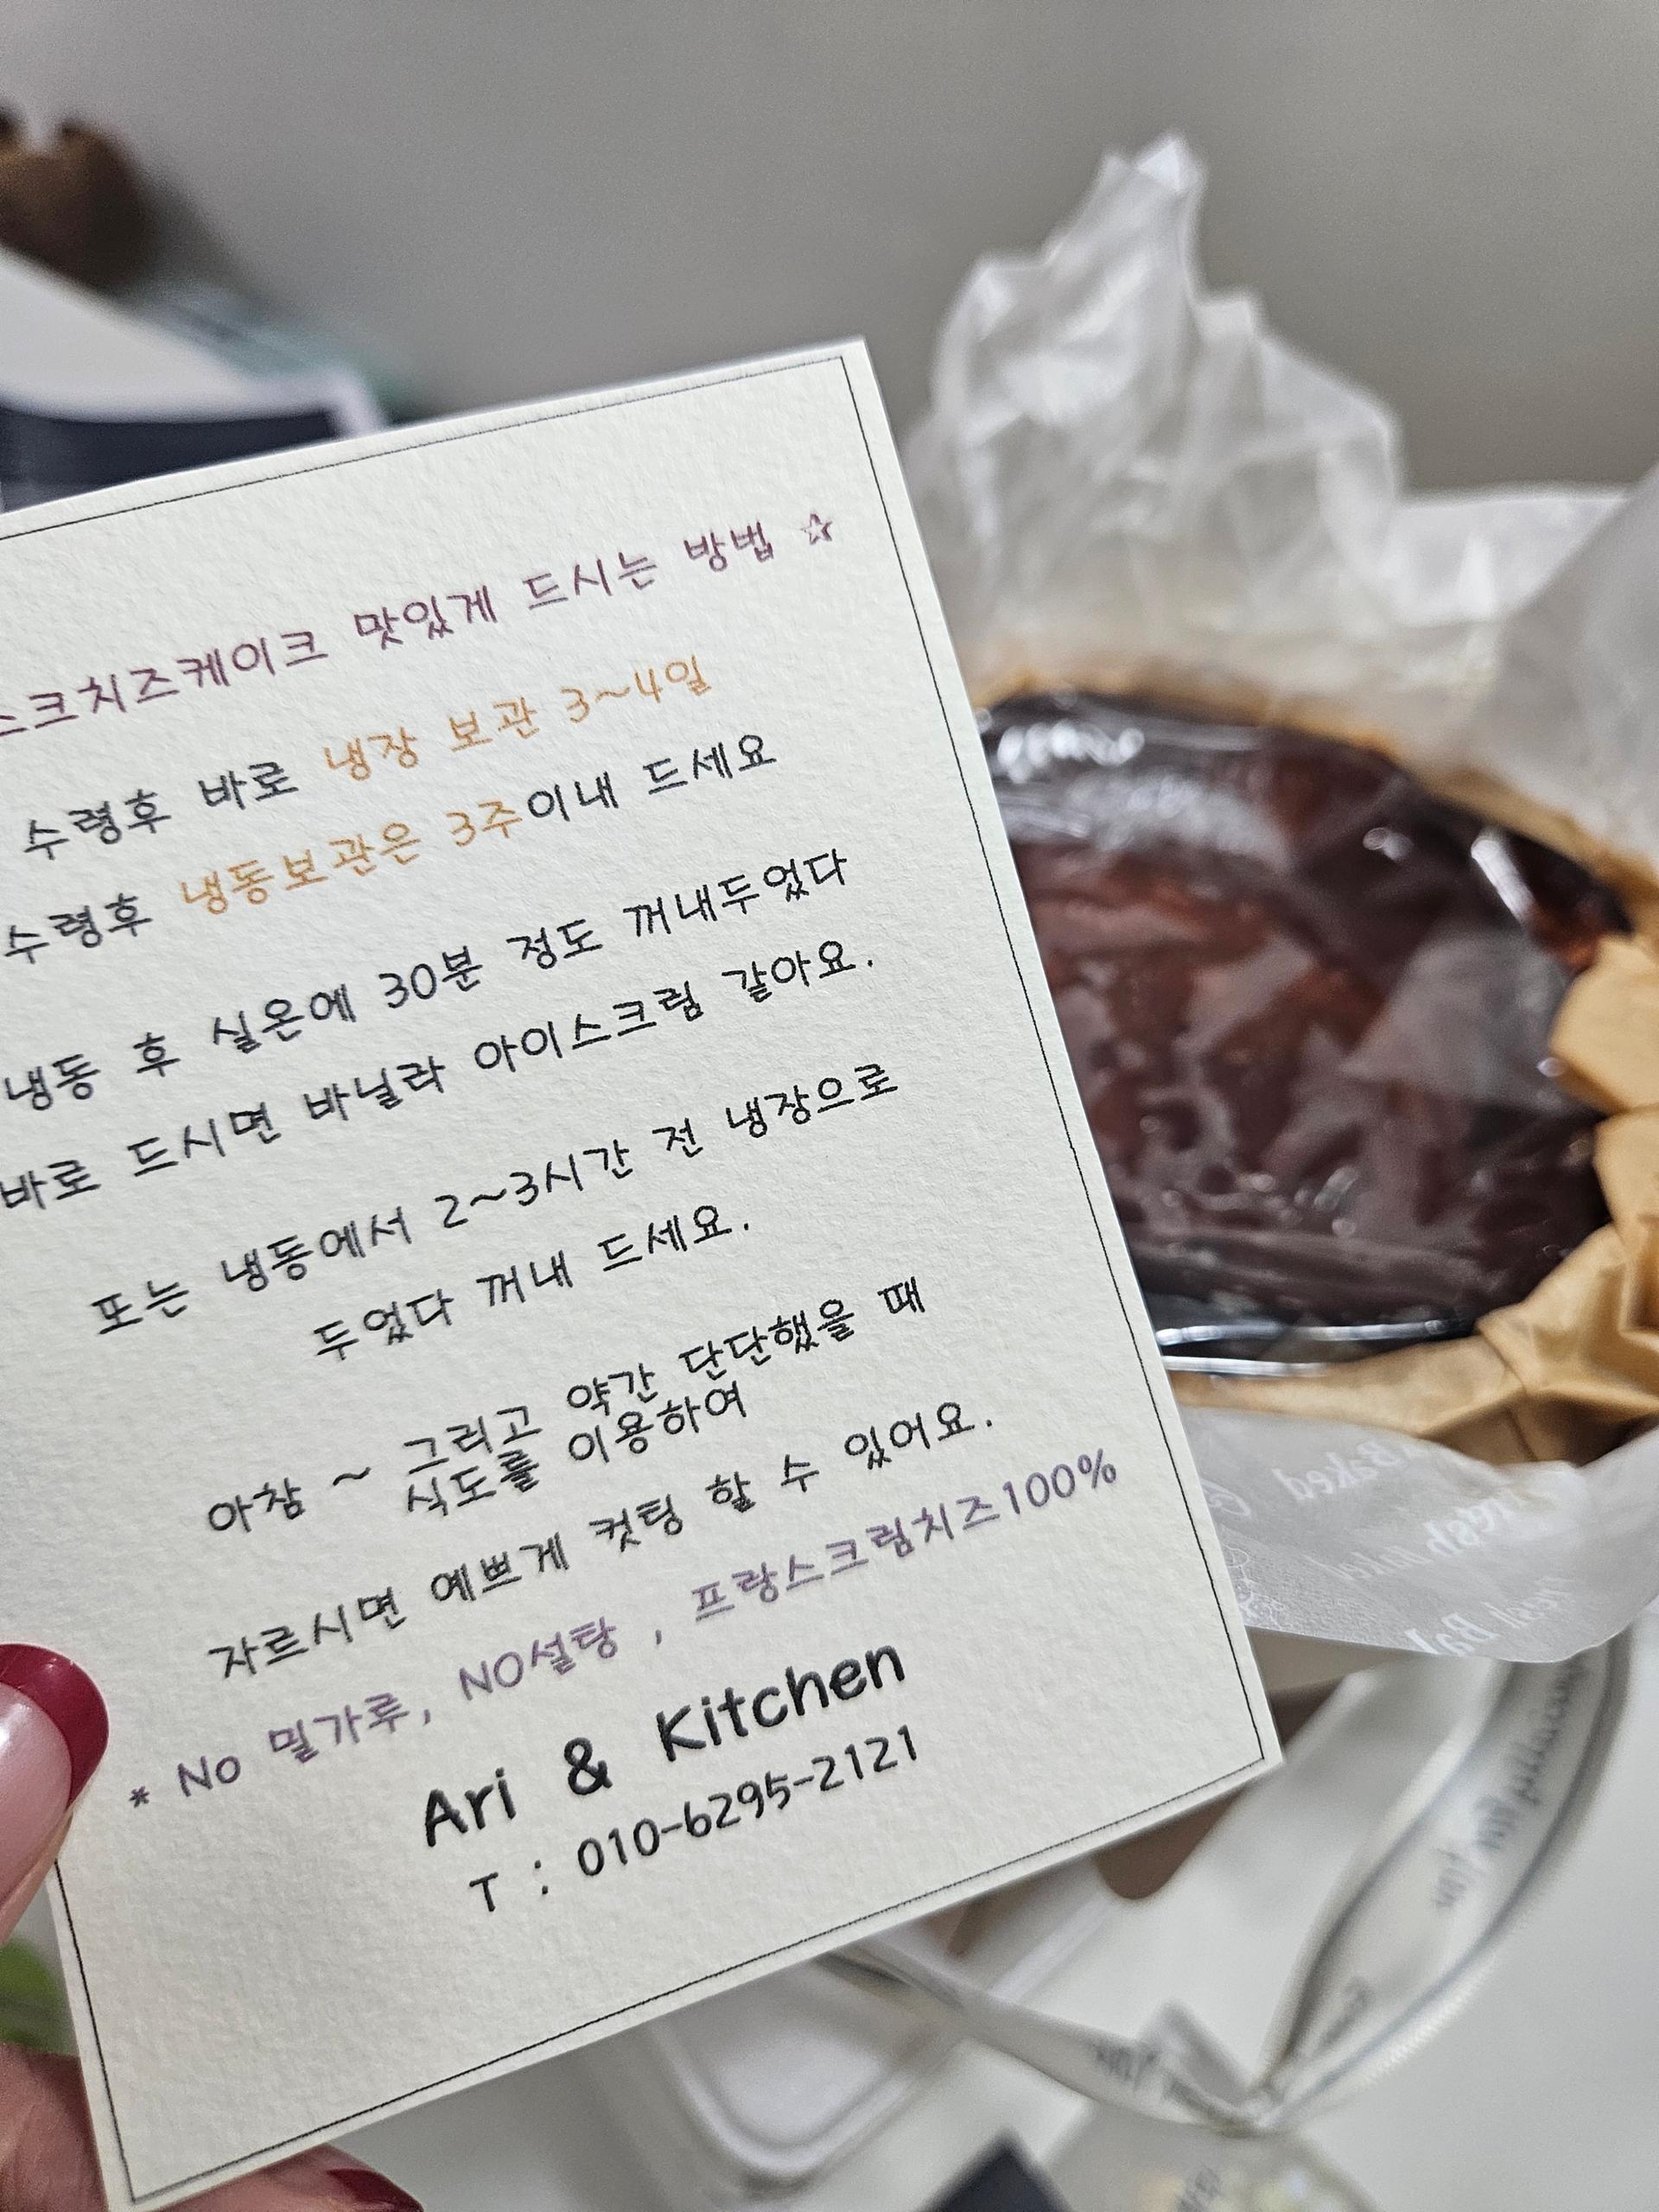 스크치즈케이크 맛있게 드시는 방법 ☆
수령후 바로 냉장 보관 3~4일
수령후 냉동보관은 3주이내 드세요
냉동 후 실온에 30분 정도 꺼내두었다
바로 드시면 바닐라 아이스크림 같아요.
또는 냉동에서 2~3시간 전 냉장으로
두었다 꺼내 드세요.
아참 ~ 그리고 약간 단단했을 때
식도를 이용하여
자르시면 예쁘게 컷팅 할 수 있어요.
* No 밀가루, NO설탕 , 프랑스크림치즈100%
Ari & Kitchen
T : 010-6295-2121
Baked